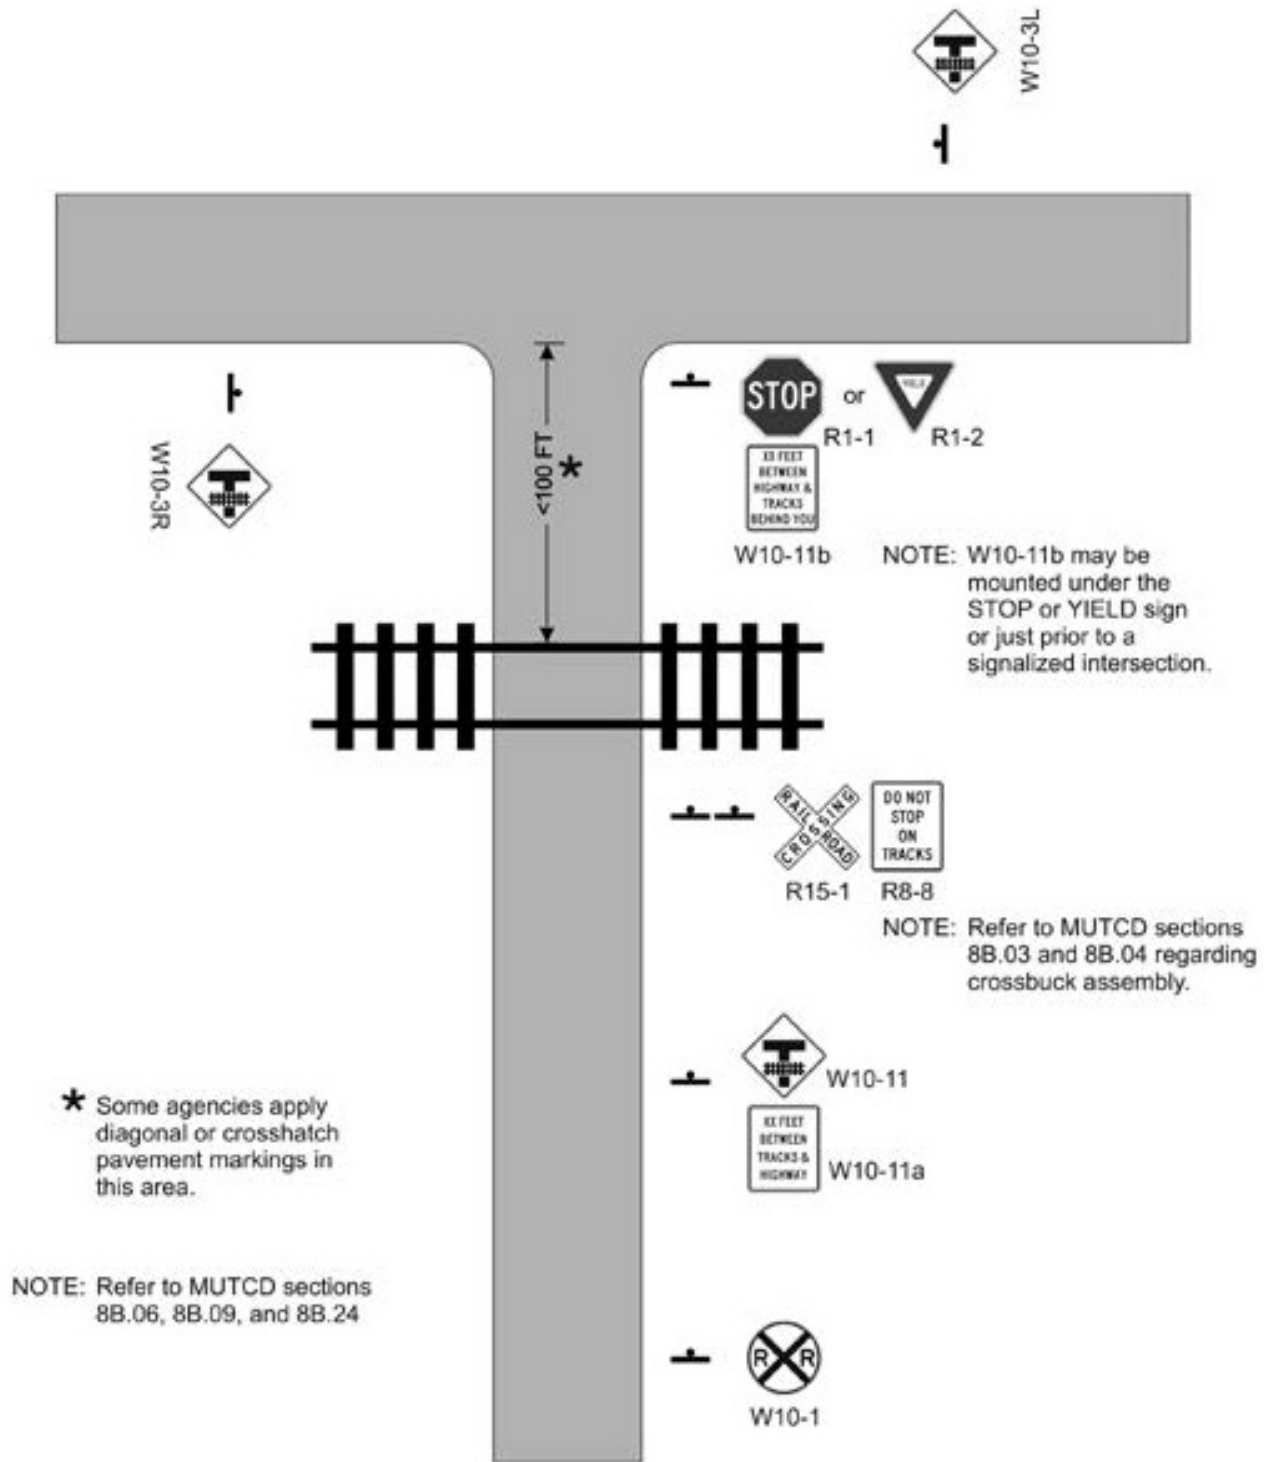 W10-3L
STOP
or
YIELD
R1-1
R1-2
<100 FT
*
W10-3R
XX FEET
BETWEEN
HIGHWAY &
TRACKS
BEHIND YOU
W10-11b
NOTE: W10-11b may be
mounted under the
STOP or YIELD sign
or just prior to a
signalized intersection.
RAIL ROAD
CROSSING
DO NOT
STOP
ON
TRACKS
R15-1
R8-8
NOTE: Refer to MUTCD sections
8B.03 and 8B.04 regarding
crossbuck assembly.
W10-11
XX FEET
BETWEEN
TRACKS &
HIGHWAY
W10-11a
* Some agencies apply
diagonal or crosshatch
pavement markings in
this area.
NOTE: Refer to MUTCD sections
8B.06, 8B.09, and 8B.24
R R
W10-1